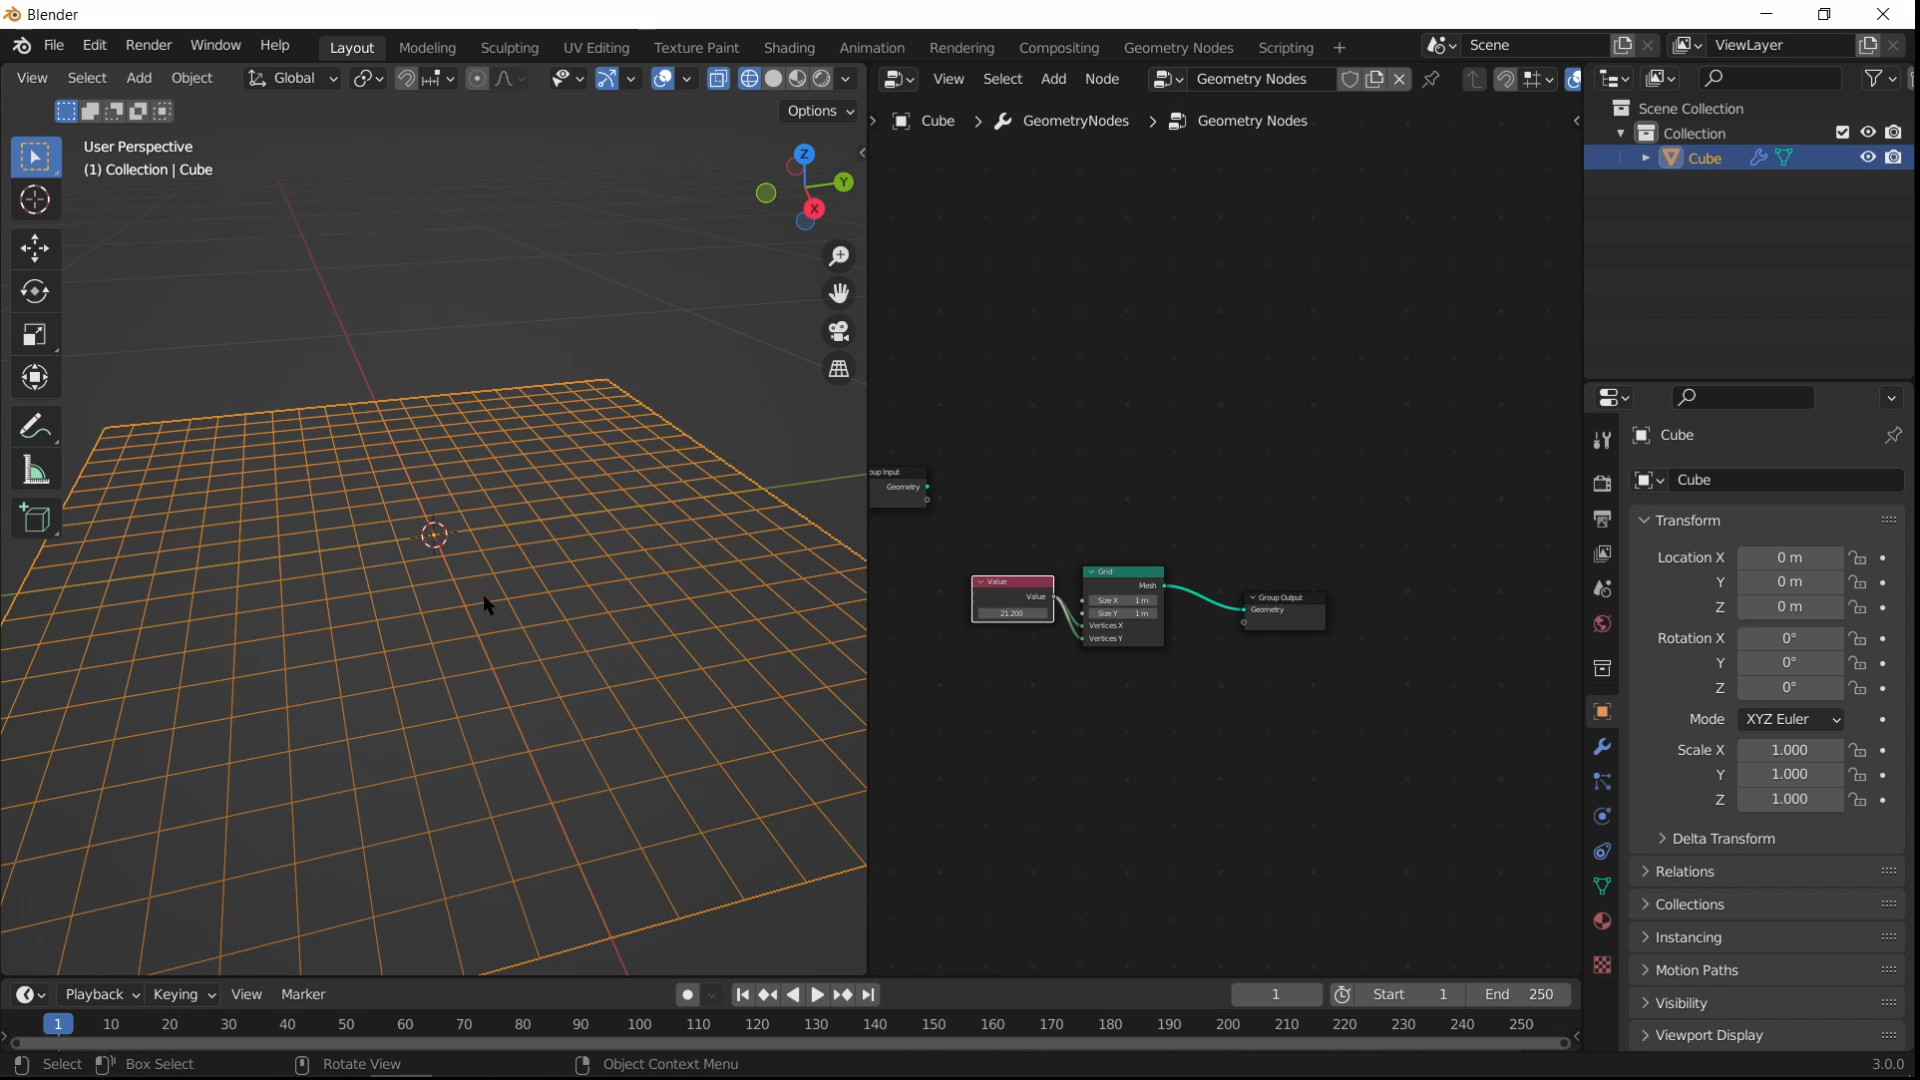 Blender
File Edit Render Window Help Layout Modeling Sculpting UV Editing Texture Paint Shading Animation Rendering Compositing Geometry Nodes Scripting + Scene ViewLayer
View Select Add Object Global View Select Add Node Geometry Nodes
Options
Cube > GeometryNodes > Geometry Nodes
User Perspective
(1) Collection | Cube
Z
Y
X
Scene Collection
Collection
Cube
Geometry
Value
Value
21.200
Grid
Mesh
Size X 1 m
Size Y 1 m
Vertices X
Vertices Y
Group Output
Geometry
Cube
Cube
Transform
Location X 0 m
Y 0 m
Z 0 m
Rotation X 0°
Y 0°
Z 0°
Mode XYZ Euler
Scale X 1.000
Y 1.000
Z 1.000
Delta Transform
Relations
Collections
Instancing
Motion Paths
Visibility
Viewport Display
Playback Keying View Marker 1 Start 1 End 250
1 10 20 30 40 50 60 70 80 90 100 110 120 130 140 150 160 170 180 190 200 210 220 230 240 250
Select Box Select Rotate View Object Context Menu 3.0.0